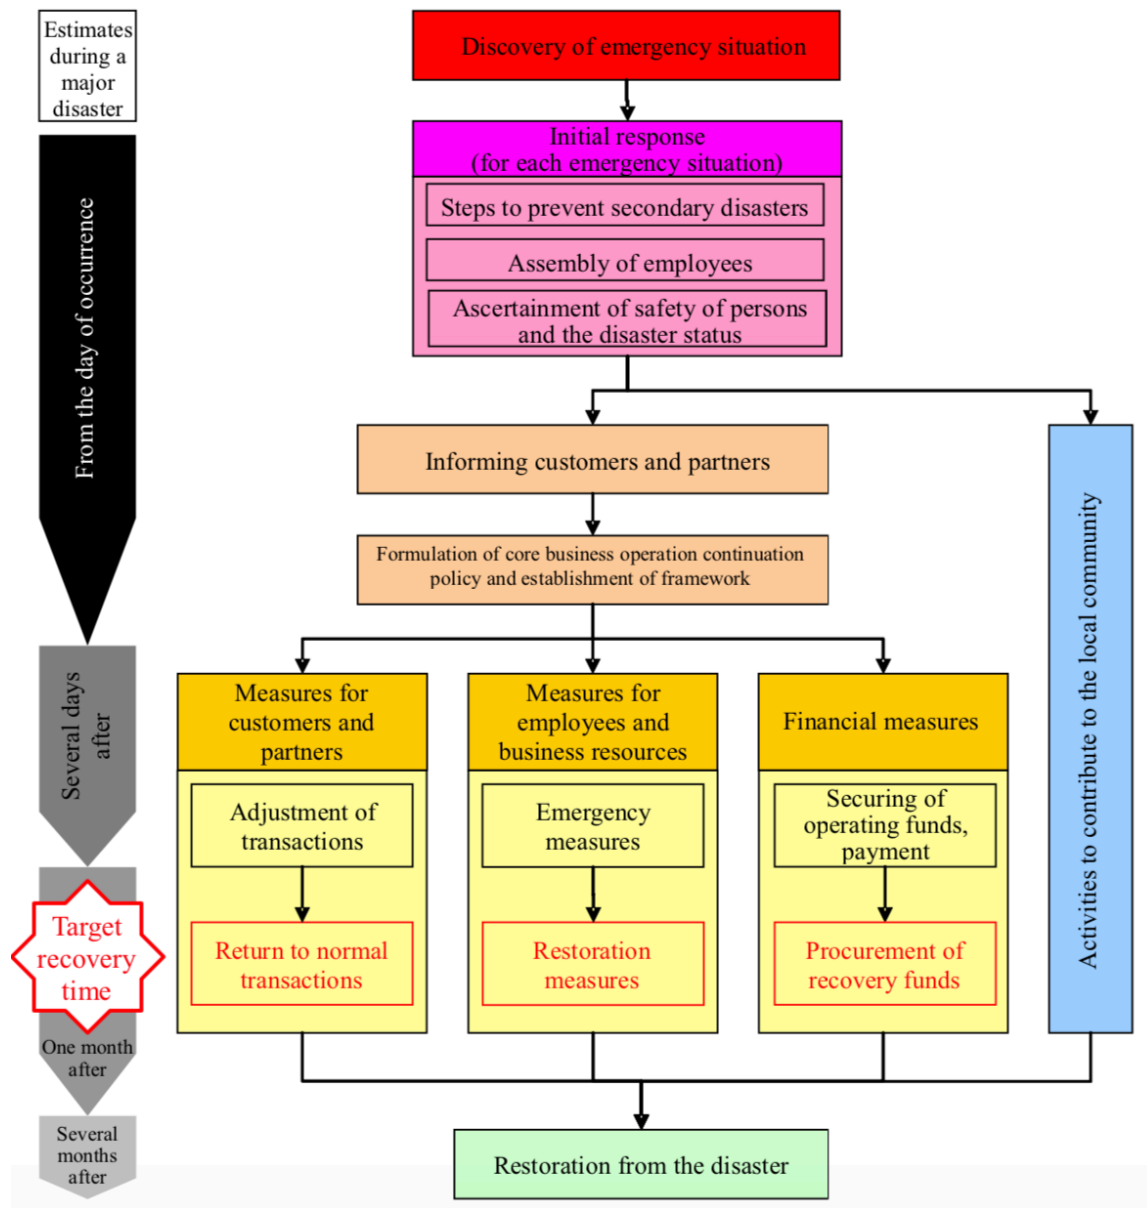 Estimates
during a
major
disaster
From the day of occurrence
Several days
after
Target
recovery
time
One month
after
Several
months
after
Discovery of emergency situation
Initial response
(for each emergency situation)
Steps to prevent secondary disasters
Assembly of employees
Ascertainment of safety of persons
and the disaster status
Informing customers and partners
Formulation of core business operation continuation
policy and establishment of framework
Measures for
customers and
partners
Adjustment of
transactions
Return to normal
transactions
Measures for
employees and
business resources
Emergency
measures
Restoration
measures
Financial measures
Securing of
operating funds,
payment
Procurement of
recovery funds
Activities to contribute to the local community
Restoration from the disaster